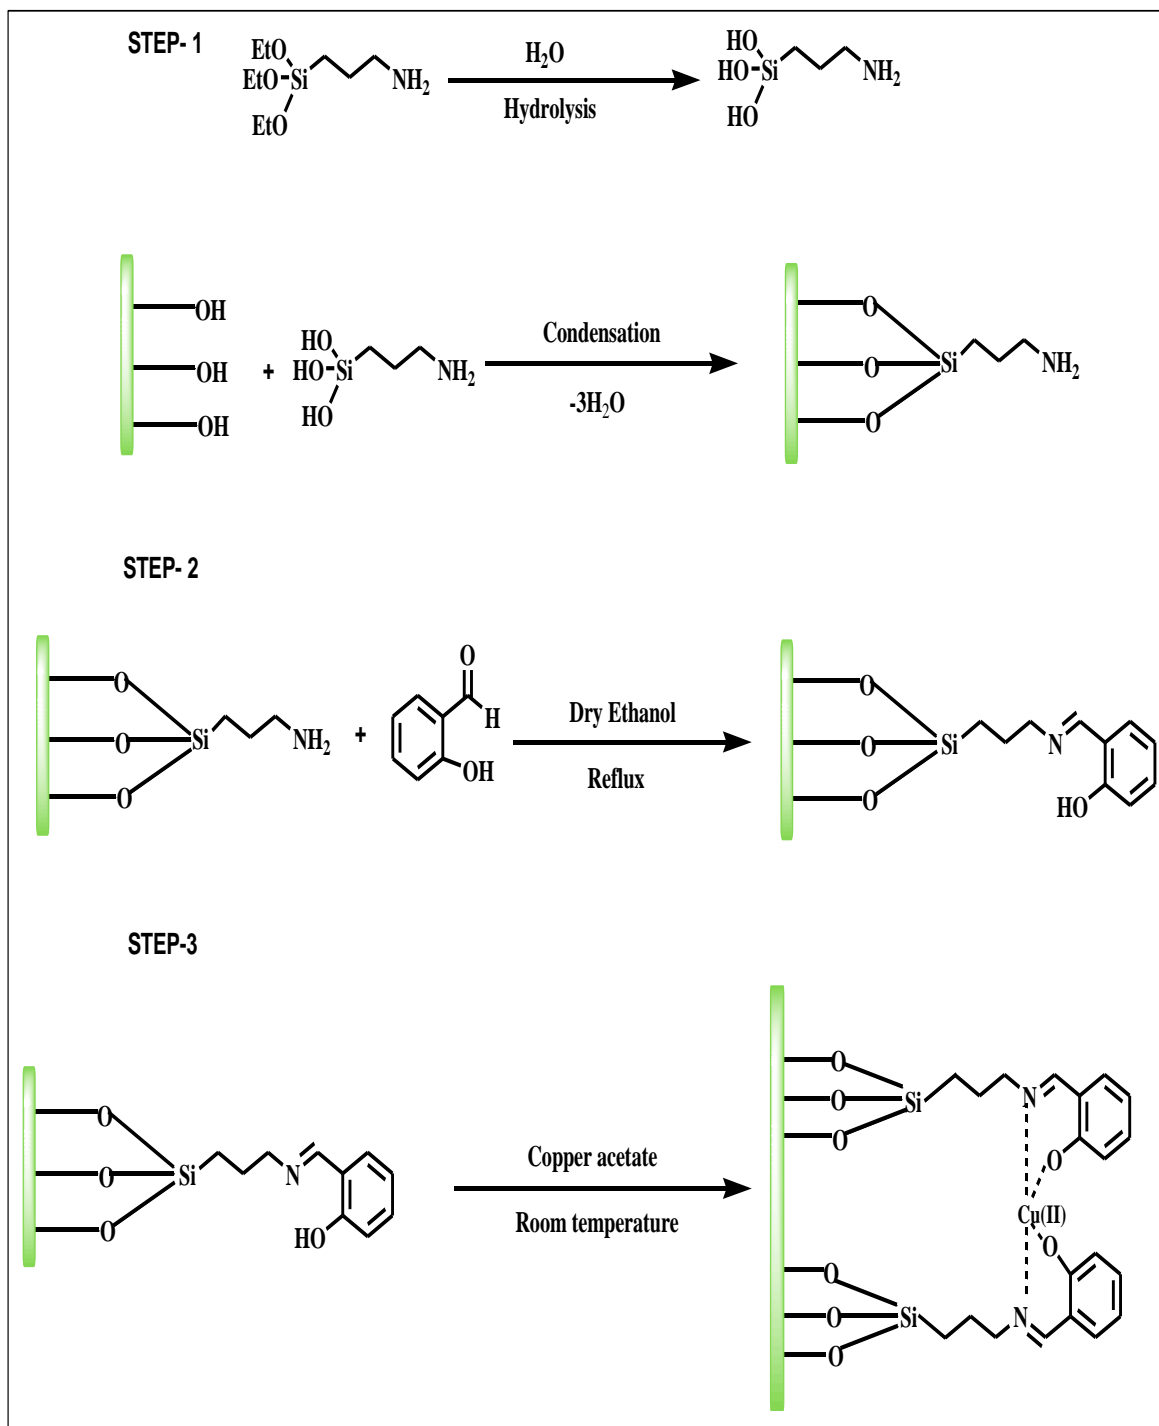 STEP- 1
EtO
EtO-Si
EtO
NH₂
H₂O
Hydrolysis
HO
HO-Si
HO
NH₂
OH
OH
OH
+
HO
HO-Si
HO
NH₂
Condensation
-3H₂O
O
O
O
Si
NH₂
STEP- 2
O
O
O
Si
NH₂
+
O
H
OH
Dry Ethanol
Reflux
O
O
O
Si
N
HO
STEP-3
O
O
O
Si
N
HO
Copper acetate
Room temperature
O
O
O
Si
N
O
Cu(II)
O
O
O
O
Si
N